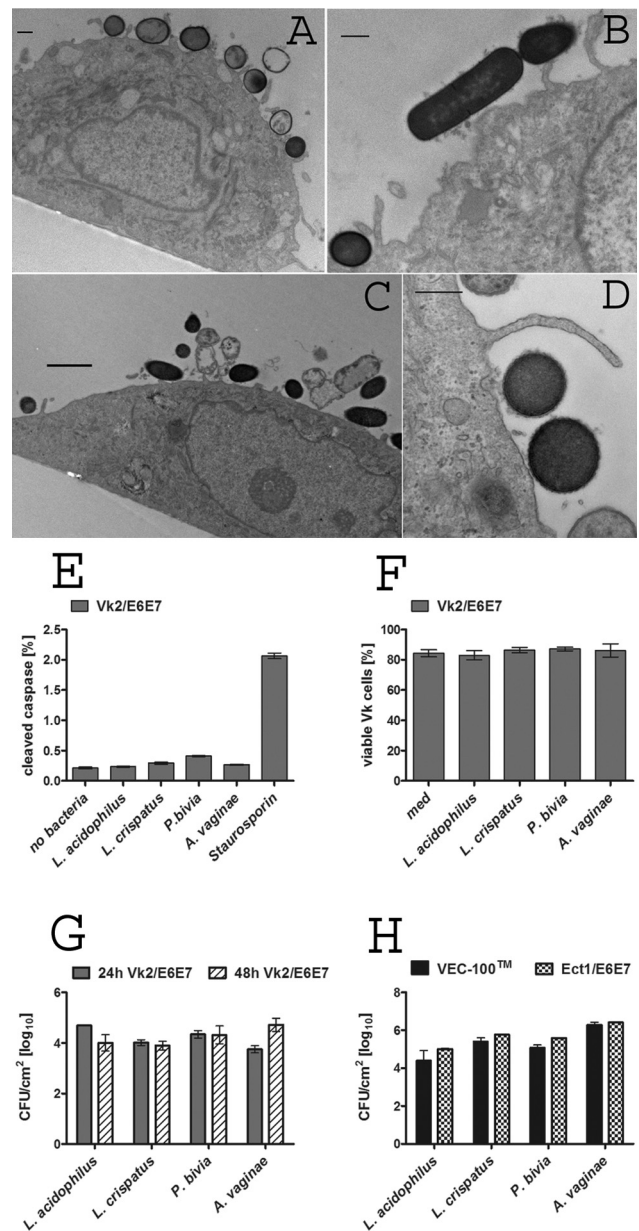 A
B
C
D
E
Vk2/E6E7
cleaved caspase [%]
2.5
2.0
1.5
1.0
0.5
0.0
no bacteria
L. acidophilus
L. crispatus
P. bivia
A. vaginae
Staurosporin
F
Vk2/E6E7
viable Vk cells [%]
100
80
60
40
20
0
med
L. acidophilus
L. crispatus
P. bivia
A. vaginae
G
24h Vk2/E6E7 48h Vk2/E6E7
CFU/cm² [log₁₀]
6
4
2
0
L. acidophilus
L. crispatus
P. bivia
A. vaginae
H
VEC-100™ Ect1/E6E7
CFU/cm² [log₁₀]
8
6
4
2
0
L. acidophilus
L. crispatus
P. bivia
A. vaginae